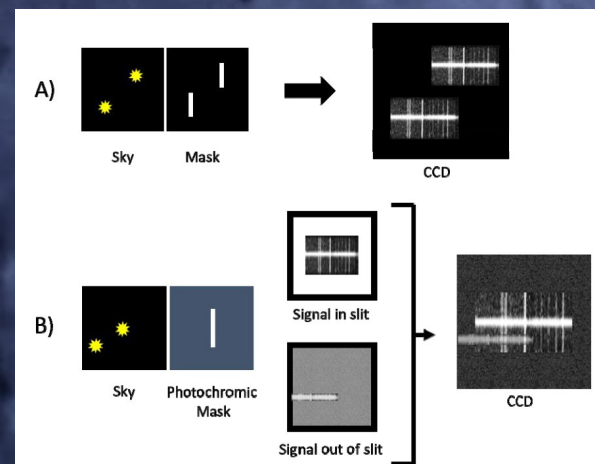 A)
Sky
Mask
CCD
B)
Signal in slit
Sky
Photochromic
Mask
CCD
Signal out of slit